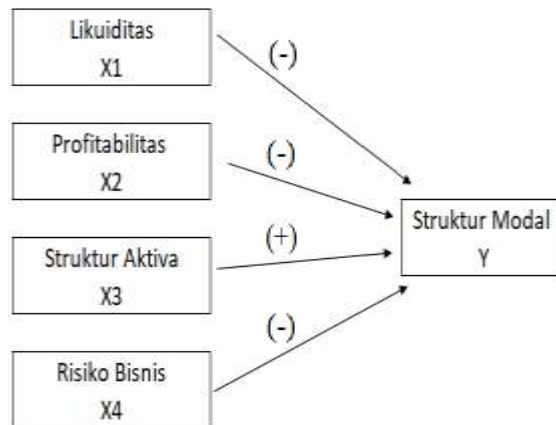 Likuiditas
X1
(-)
Profitabilitas
X2
(-)
Struktur Aktiva
X3
(+)
Risiko Bisnis
X4
(-)
Struktur Modal
Y